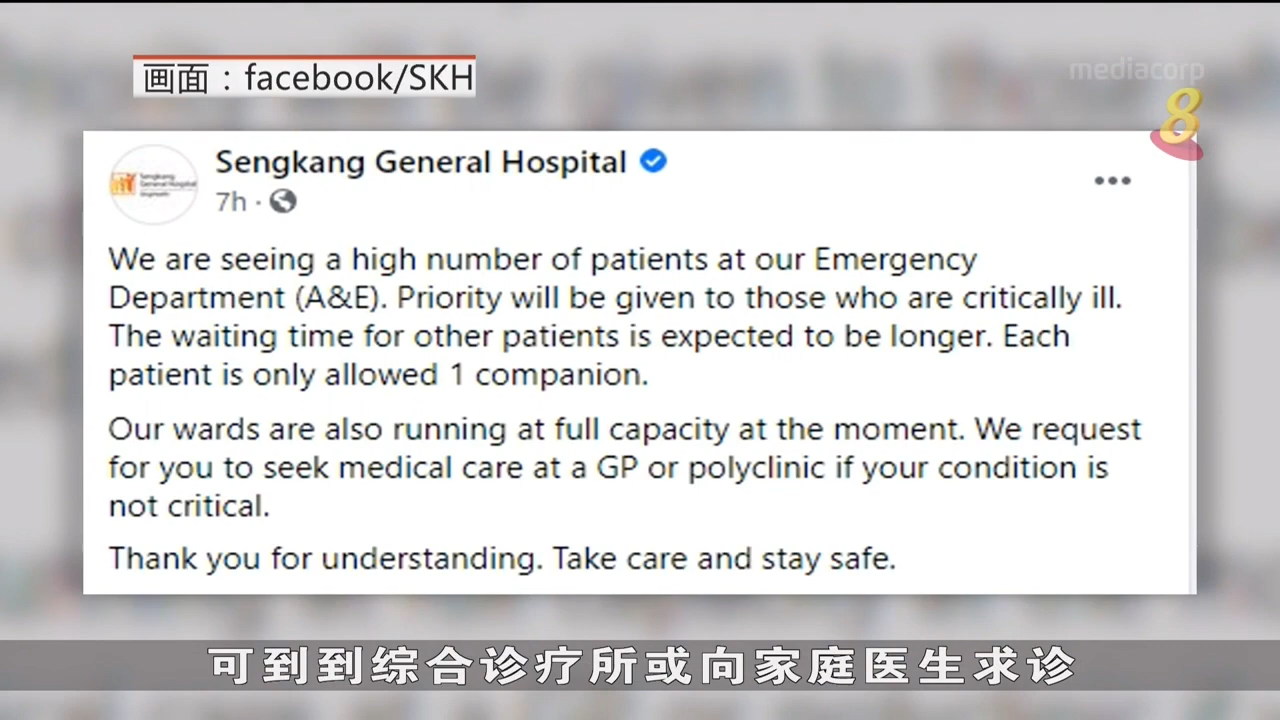 画面：facebook/SKH
mediacorp
8
Sengkang General Hospital
Sengkang
General Hospital
7h ·
We are seeing a high number of patients at our Emergency
Department (A&E). Priority will be given to those who are critically ill.
The waiting time for other patients is expected to be longer. Each
patient is only allowed 1 companion.
Our wards are also running at full capacity at the moment. We request
for you to seek medical care at a GP or polyclinic if your condition is
not critical.
Thank you for understanding. Take care and stay safe.
可到到综合诊疗所或向家庭医生求诊